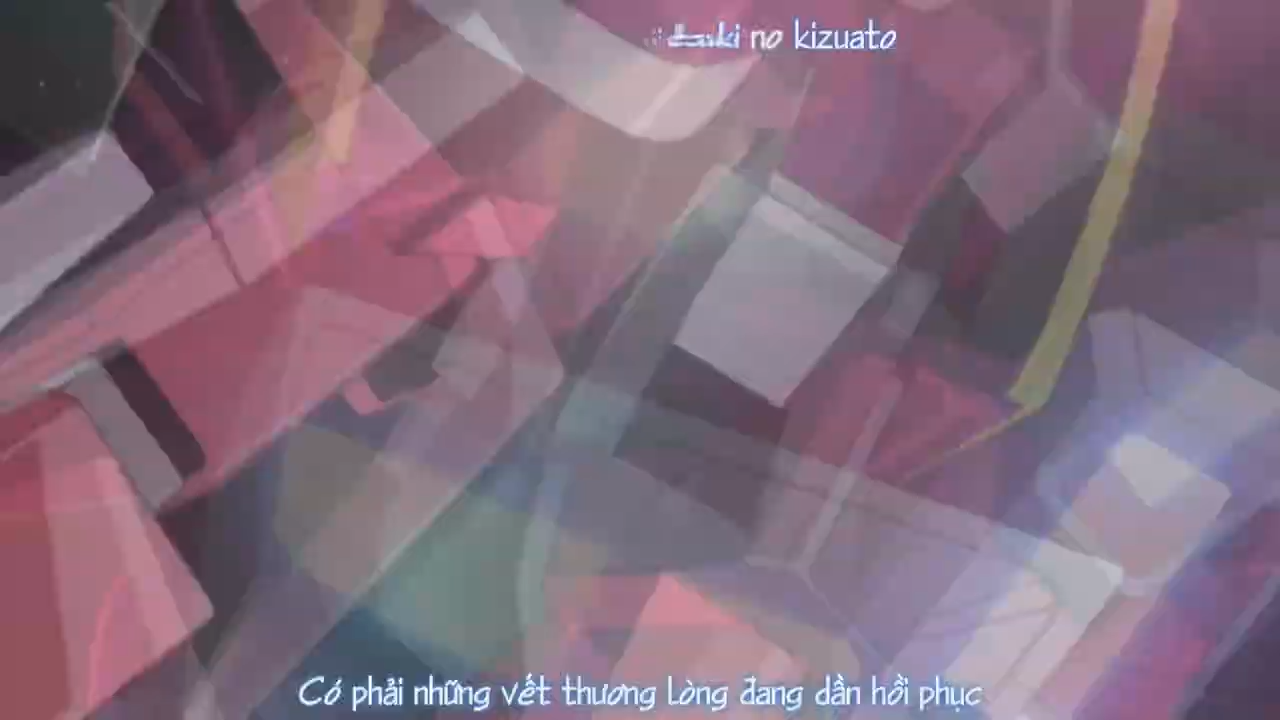 no kizuato
Có phải những vết thương lòng đang dần hồi phục